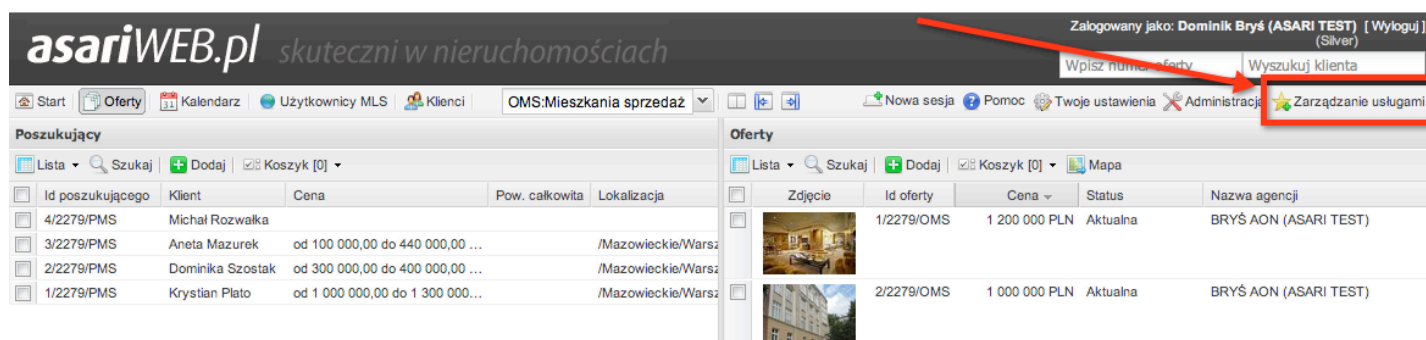 Zalogowany jako: Dominik Bryś (ASARI TEST) [ Wyloguj ]
(Silver)
asariWEB.pl skuteczni w nieruchomościach
Wpisz numer oferty Wyszukuj klienta
Start Oferty Kalendarz Użytkownicy MLS Klienci OMS:Mieszkania sprzedaż Nowa sesja Pomoc Twoje ustawienia Administracja Zarządzanie usługami
Poszukujący
Lista Szukaj Dodaj Koszyk [0]
Id poszukującego Klient Cena Pow. całkowita Lokalizacja
4/2279/PMS Michał Rozwałka
3/2279/PMS Aneta Mazurek od 100 000,00 do 440 000,00 ... /Mazowieckie/Warsz
2/2279/PMS Dominika Szostak od 300 000,00 do 400 000,00 ... /Mazowieckie/Warsz
1/2279/PMS Krystian Plato od 1 000 000,00 do 1 300 000... /Mazowieckie/Warsz
Oferty
Lista Szukaj Dodaj Koszyk [0] Mapa
Zdjęcie Id oferty Cena Status Nazwa agencji
1/2279/OMS 1 200 000 PLN Aktualna BRYŚ AON (ASARI TEST)
2/2279/OMS 1 000 000 PLN Aktualna BRYŚ AON (ASARI TEST)